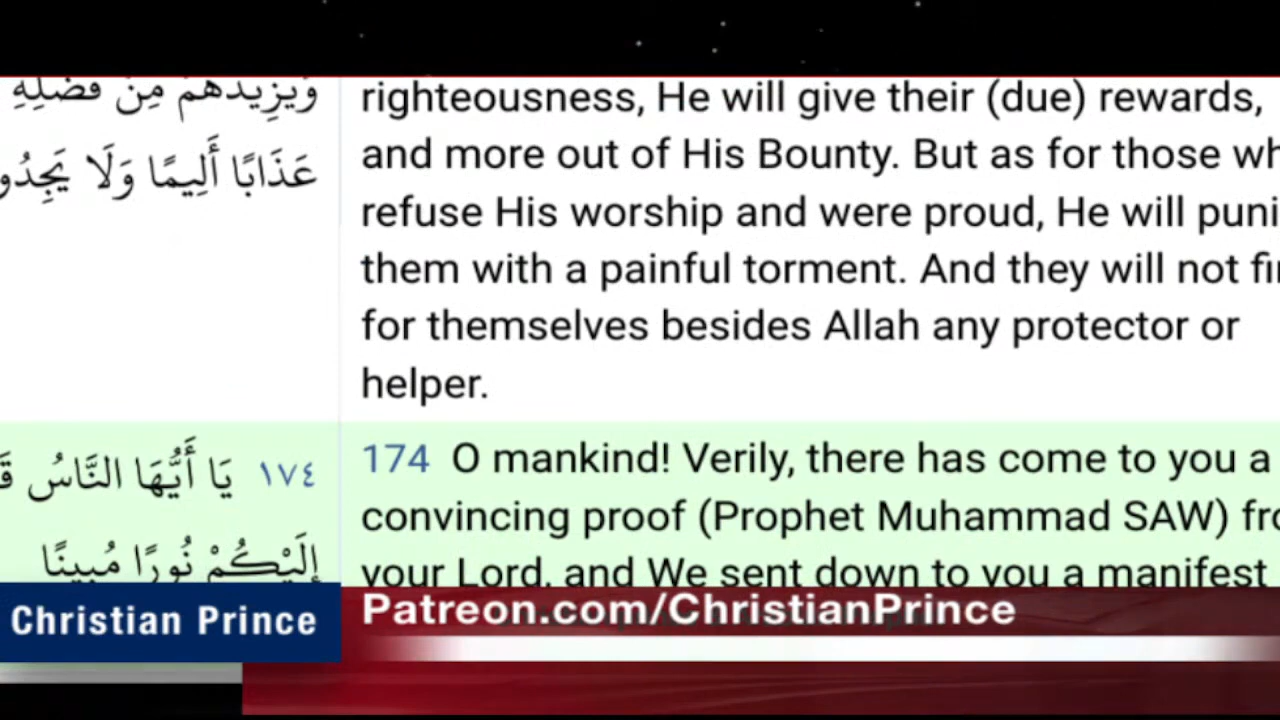 وَيَزِيدُهُمْ مِنْ فَضْلِهِ
عَذَابًا أَلِيمًا وَلَا
righteousness, He will give their (due) rewards,
and more out of His Bounty. But as for those
refuse His worship and were proud, He will
them with a painful torment. And they will not
for themselves besides Allah any protector or
helper.
١٧٤ يَا أَيُّهَا النَّاسُ
إِلَيْكُمْ نُورًا مُبِينًا
174 O mankind! Verily, there has come to you a
convincing proof (Prophet Muhammad SAW)
your Lord, and We sent down to you a manifest
Christian Prince
Patreon.com/ChristianPrince